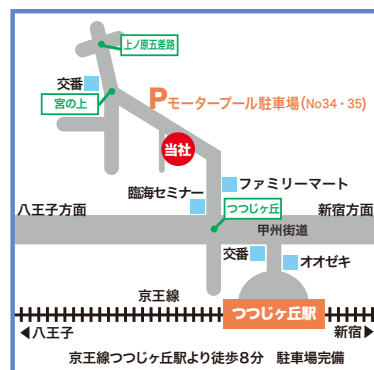 上ノ原五差路
交番
宮の上
Pモータープール駐車場(No34・35)
当社
臨海セミナー
ファミリーマート
つつじヶ丘
八王子方面
新宿方面
甲州街道
交番
オオゼキ
京王線
つつじヶ丘駅
◀八王子
新宿▶
京王線つつじヶ丘駅より徒歩8分　駐車場完備